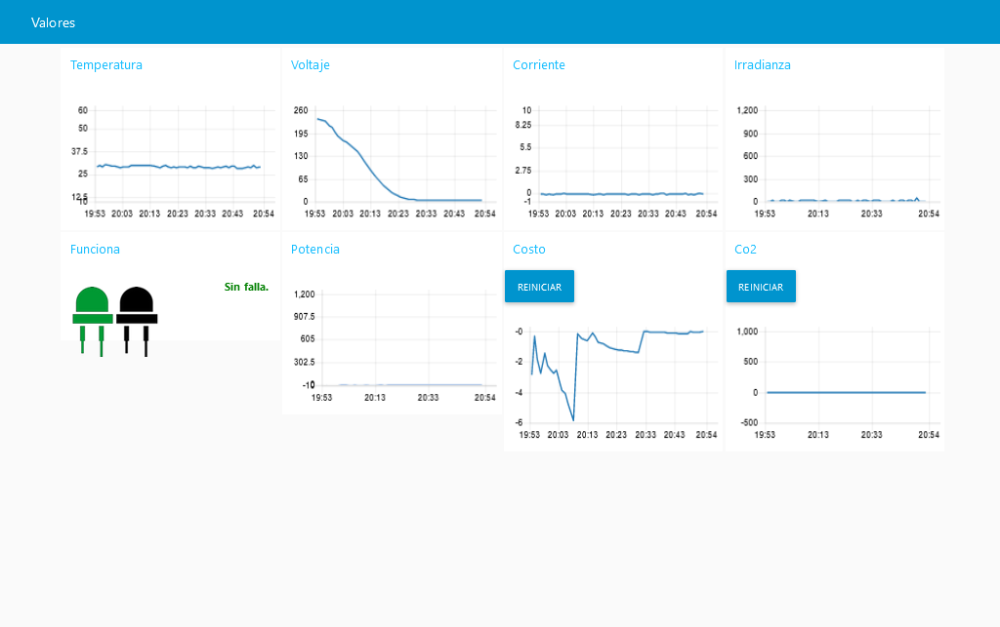 Valores
Temperatura
60
50
37.5
25
12.5
10
19:53 20:03 20:13 20:23 20:33 20:43 20:54
Voltaje
260
195
130
65
0
19:53 20:03 20:13 20:23 20:33 20:43 20:54
Corriente
10
8.25
5.5
2.75
0
-1
19:53 20:03 20:13 20:23 20:33 20:43 20:54
Irradianza
1,200
900
600
300
0
19:53 20:13 20:33 20:54
Funciona
Sin falla.
Potencia
1,200
907.5
605
302.5
19:53 20:13 20:33 20:54
Costo
REINICIAR
-0
-2
-4
-6
19:53 20:03 20:13 20:23 20:33 20:43 20:54
Co2
REINICIAR
1,000
500
0
-500
19:53 20:13 20:33 20:54